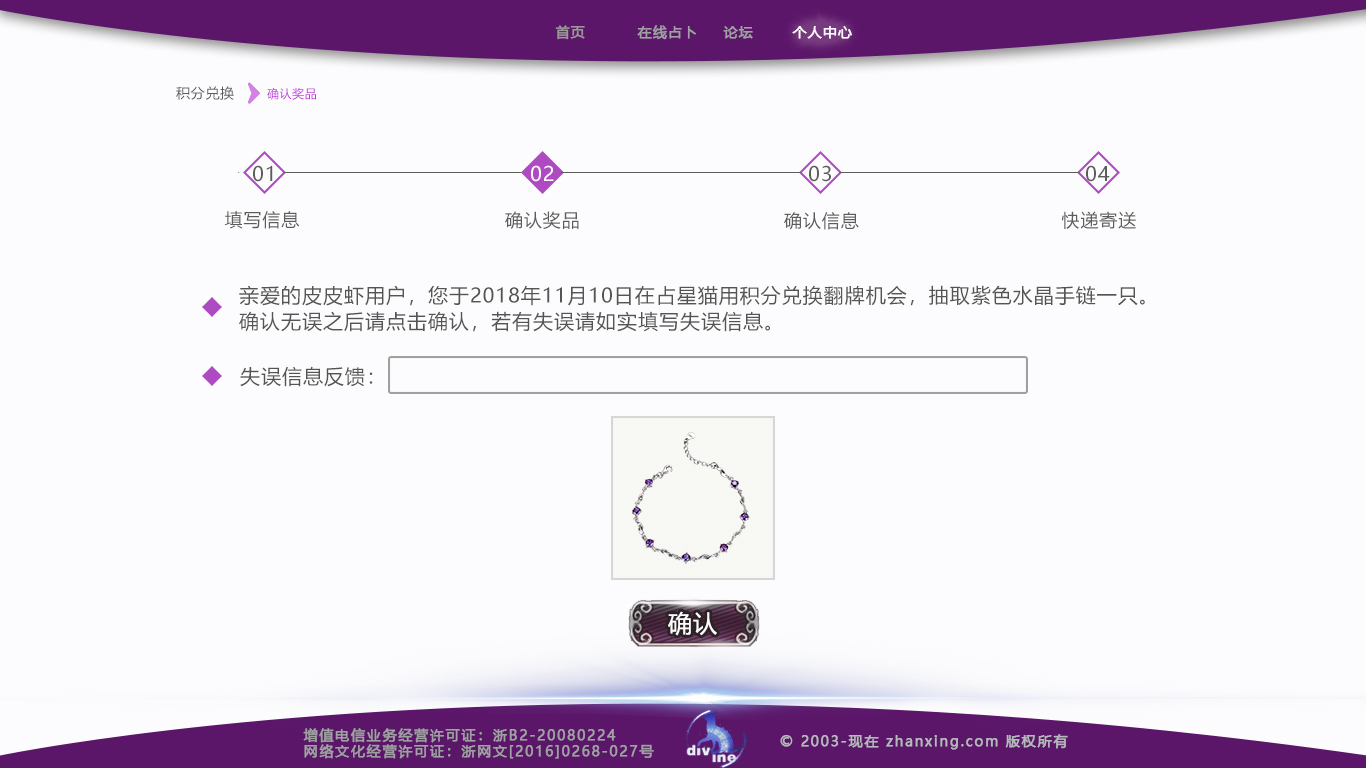 首页 在线占卜 论坛 个人中心
积分兑换 确认奖品
01 02 03 04
填写信息 确认奖品 确认信息 快递寄送
亲爱的皮皮虾用户，您于2018年11月10日在占星猫用积分兑换翻牌机会，抽取紫色水晶手链一只。
确认无误之后请点击确认，若有失误请如实填写失误信息。
失误信息反馈：
确认
增值电信业务经营许可证：浙B2-20080224
网络文化经营许可证：浙网文[2016]0268-027号
div
ine
© 2003-现在 zhanxing.com 版权所有